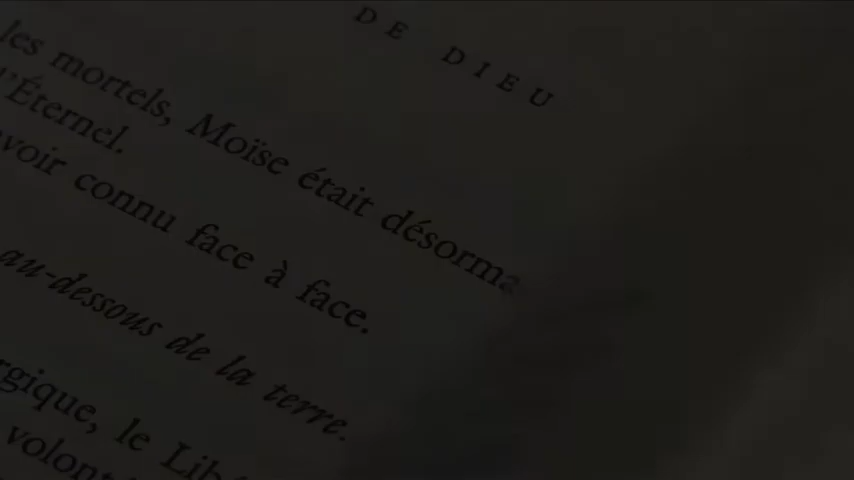 DE DIEU
les mortels, Moïse était désorma
l'Éternel.
avoir connu face à face.
au-dessous de la terre.
rgique, le Lib
volont